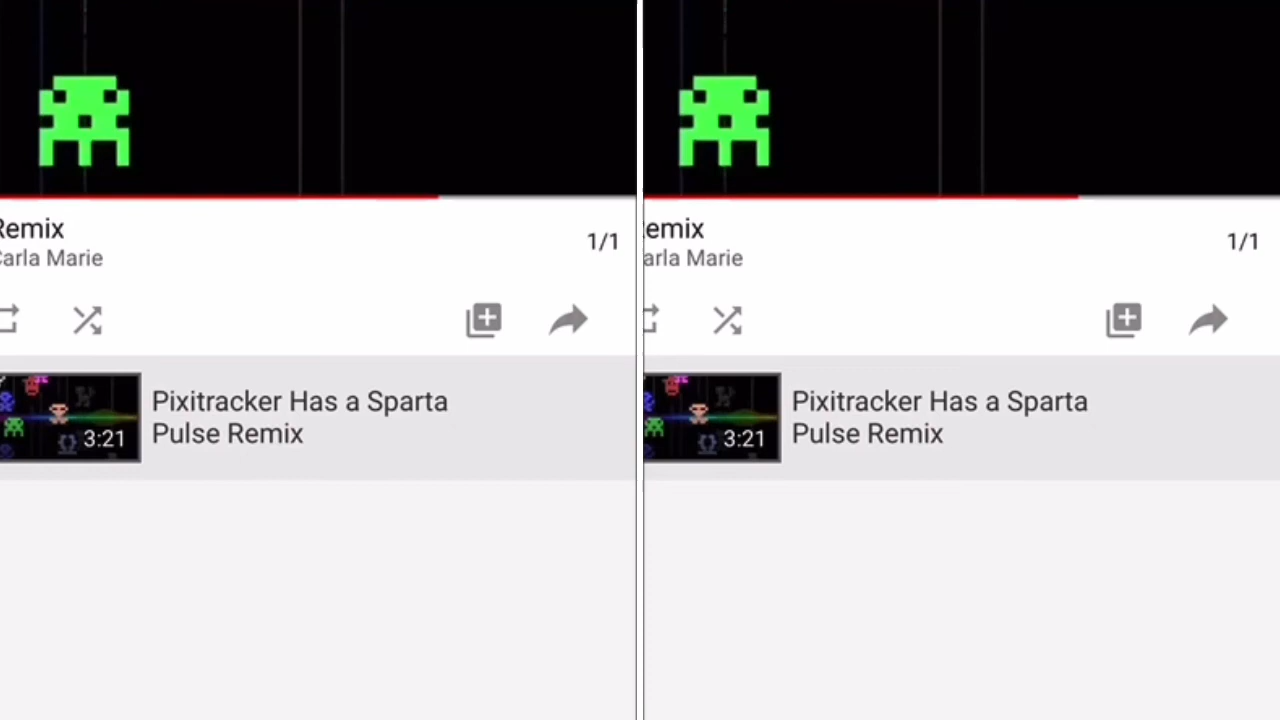 Remix
Carla Marie
1/1
3:21
Pixitracker Has a Sparta
Pulse Remix
emix
arla Marie
1/1
3:21
Pixitracker Has a Sparta
Pulse Remix